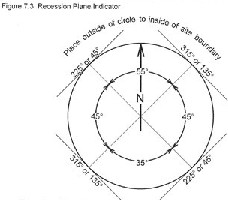 Figure 7.3 Recession Plane Indicator
Place outside of circle to inside of site boundary
225° or 45°
315° or 135°
55°
N
45°
45°
35°
315° or 135°
225° or 45°